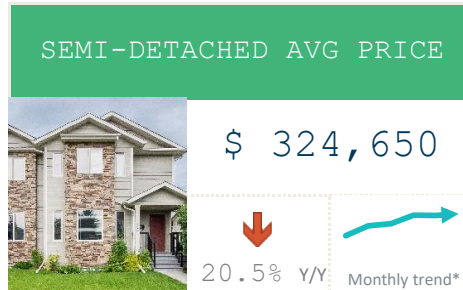 SEMI-DETACHED AVG PRICE
$ 324,650
20.5% Y/Y
Monthly trend*